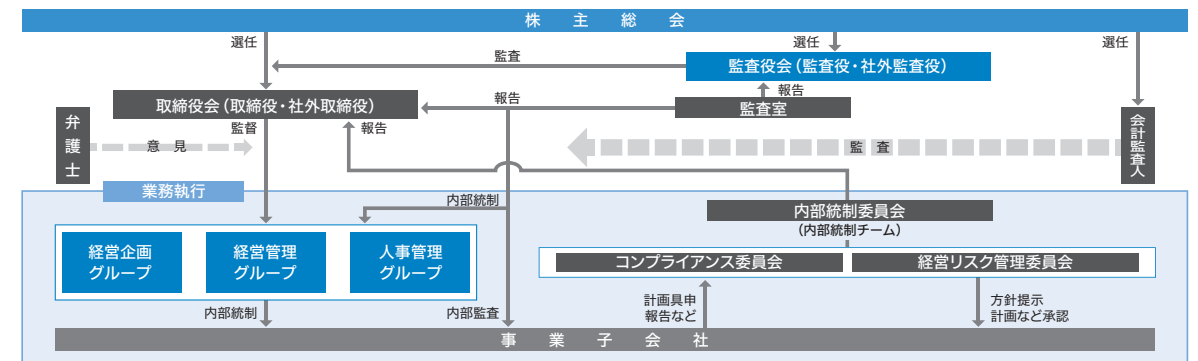 株主総会
選任
選任
選任
監査
監査役会（監査役・社外監査役）
報告
取締役会（取締役・社外取締役）
報告
監査室
弁護士
意見
監督
報告
監査
会計監査人
業務執行
内部統制
内部統制委員会
（内部統制チーム）
経営企画
グループ
経営管理
グループ
人事管理
グループ
コンプライアンス委員会
経営リスク管理委員会
内部統制
内部監査
計画具申
報告など
方針提示
計画など承認
事業子会社